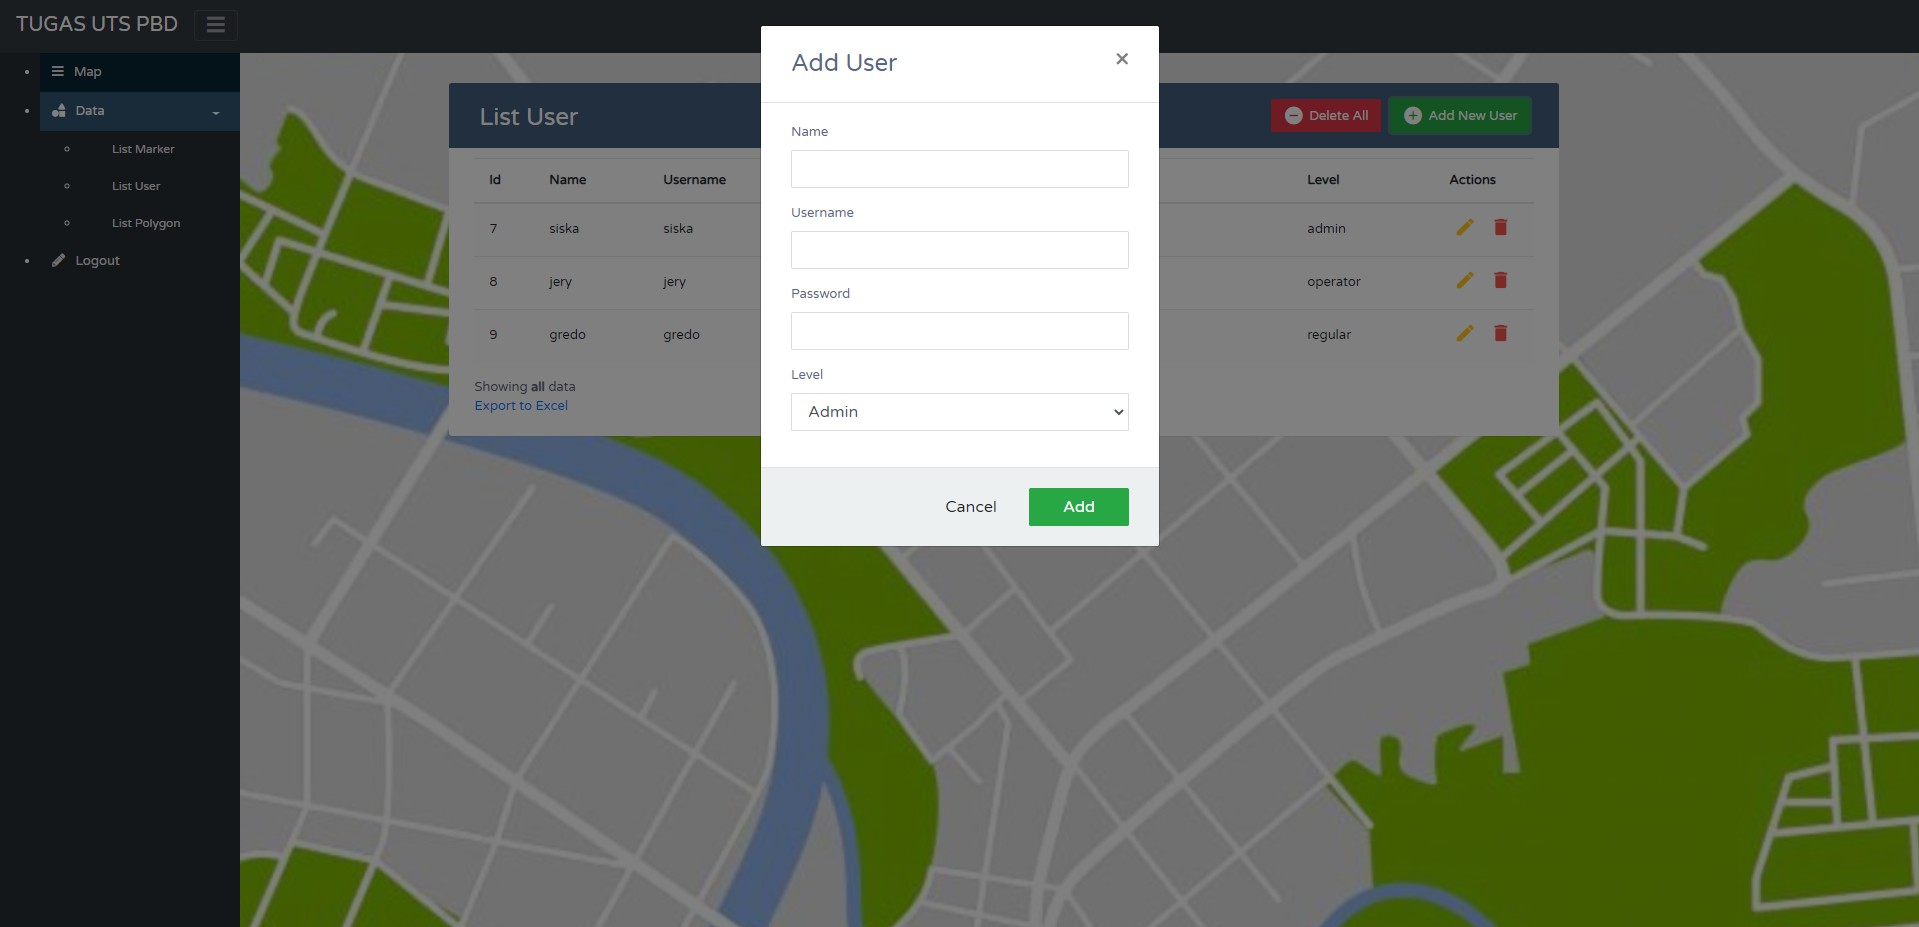 TUGAS UTS PBD
Map
Data
List Marker
List User
List Polygon
Logout
List User
Delete All
Add New User
Id Name Username Level Actions
7 siska siska admin
8 jery jery operator
9 gredo gredo regular
Showing all data
Export to Excel
Add User
×
Name
Username
Password
Level
Admin
Cancel
Add